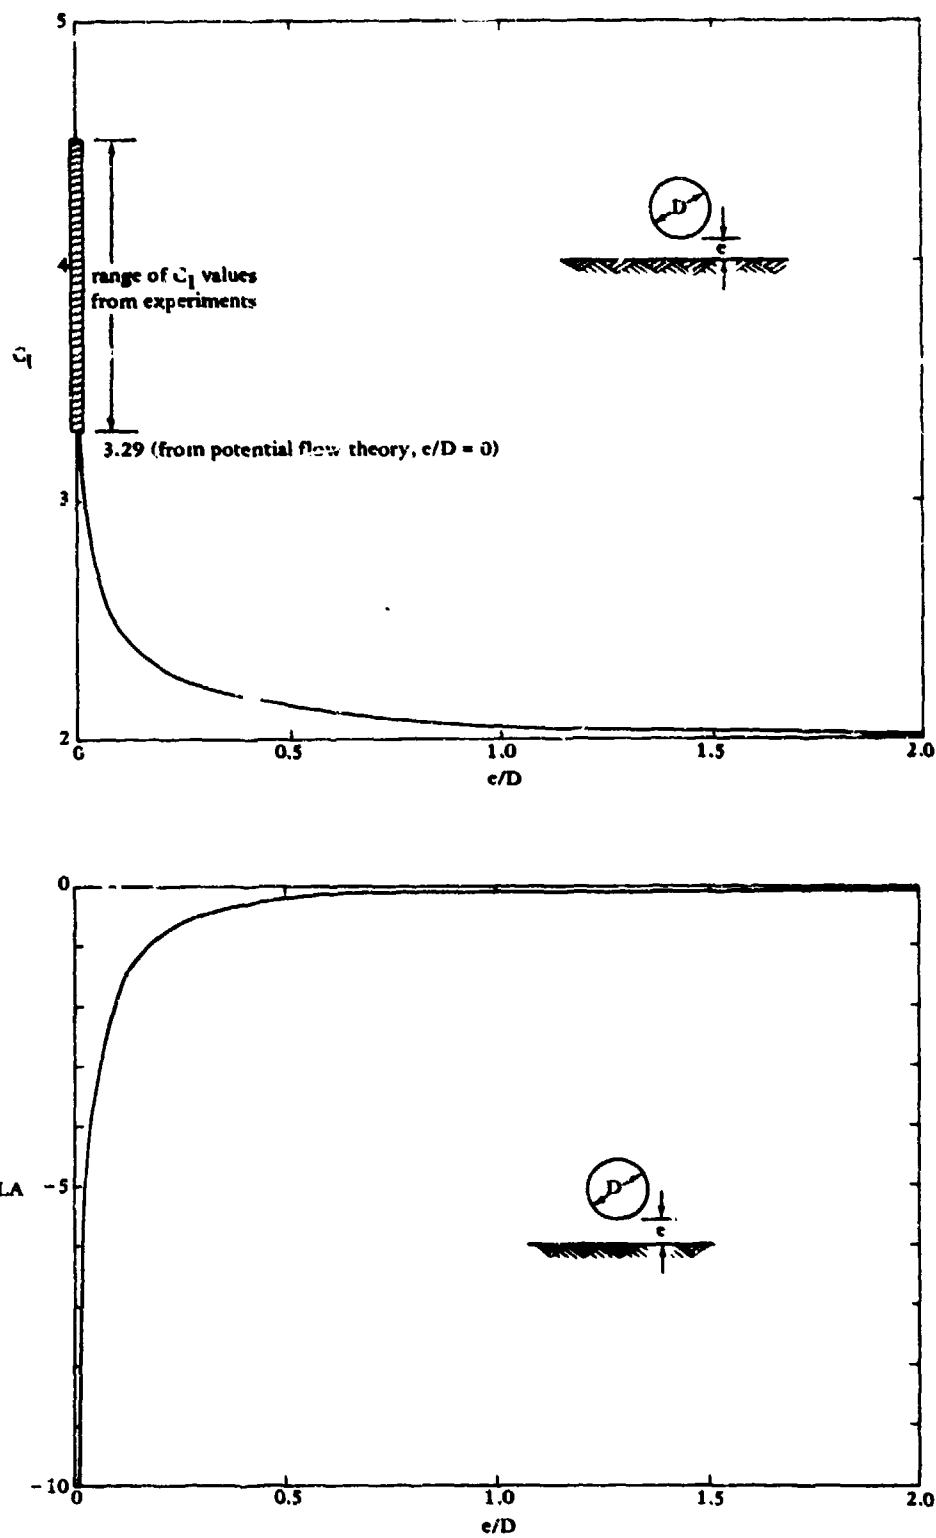 5
D
e
4
range of C_I values
from experiments
C_I
3.29 (from potential flow theory, e/D = 0)
3
2
0 0.5 1.0 1.5 2.0
e/D
0
D
e
LA -5
-10
0 0.5 1.0 1.5 2.0
e/D